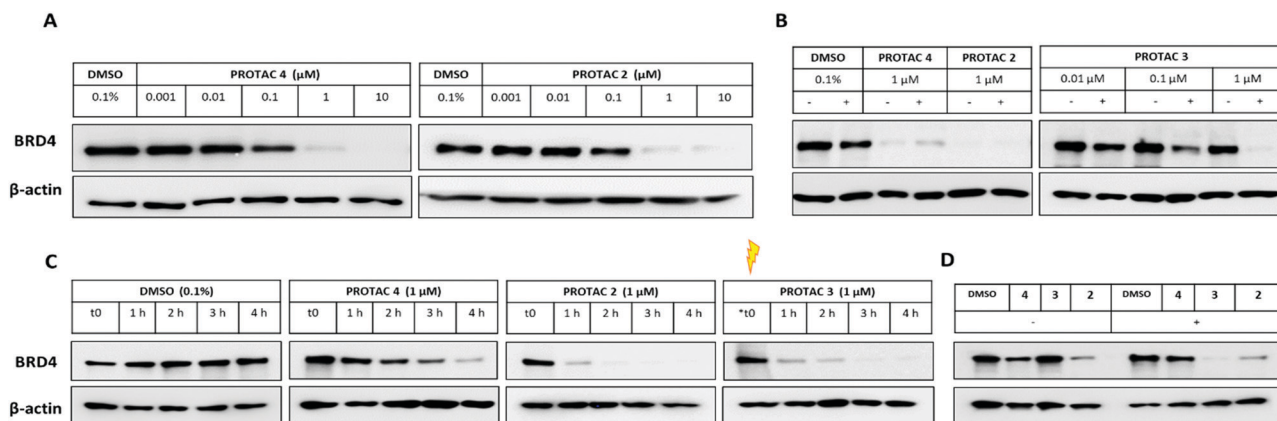 A
DMSO PROTAC 4 (µM) DMSO PROTAC 2 (µM)
0.1% 0.001 0.01 0.1 1 10 0.1% 0.001 0.01 0.1 1 10
BRD4
β-actin
B
DMSO PROTAC 4 PROTAC 2 PROTAC 3
0.1% 1 µM 1 µM 0.01 µM 0.1 µM 1 µM
- + - + - + - + - + - +
C
DMSO (0.1%) PROTAC 4 (1 µM) PROTAC 2 (1 µM) PROTAC 3 (1 µM)
t0 1 h 2 h 3 h 4 h t0 1 h 2 h 3 h 4 h t0 1 h 2 h 3 h 4 h *t0 1 h 2 h 3 h 4 h
BRD4
β-actin
D
DMSO 4 3 2 DMSO 4 3 2
- +